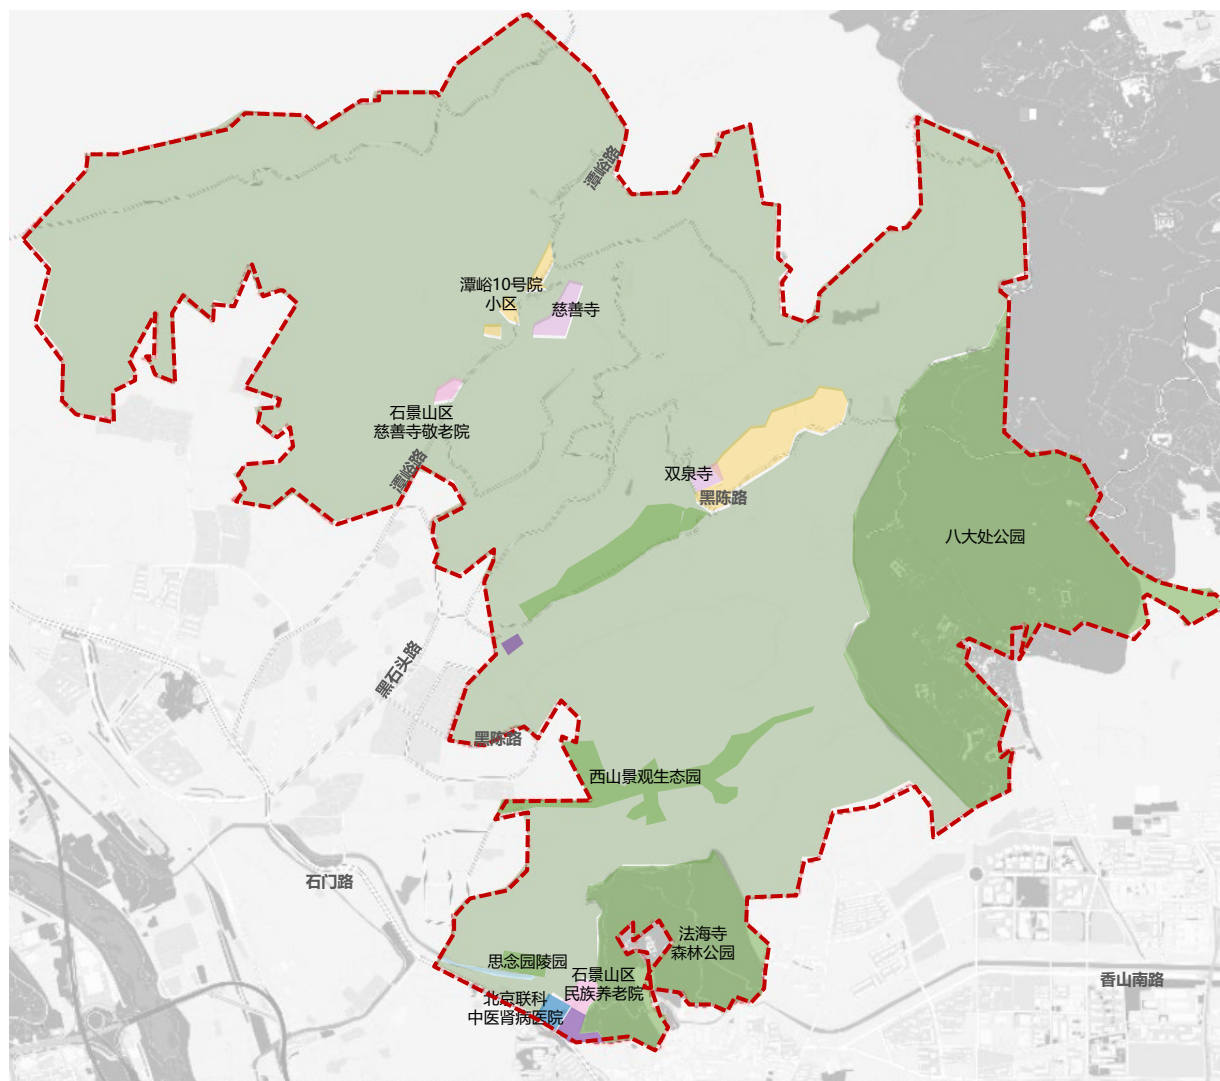 潭峪路
潭峪10号院
小区
慈善寺
石景山区
慈善寺敬老院
潭峪路
双泉寺
黑陈路
八大处公园
黑石头路
黑陈路
西山景观生态园
石门路
法海寺
森林公园
思念园陵园
石景山区
民族养老院
香山南路
北京联科
中医肾病医院